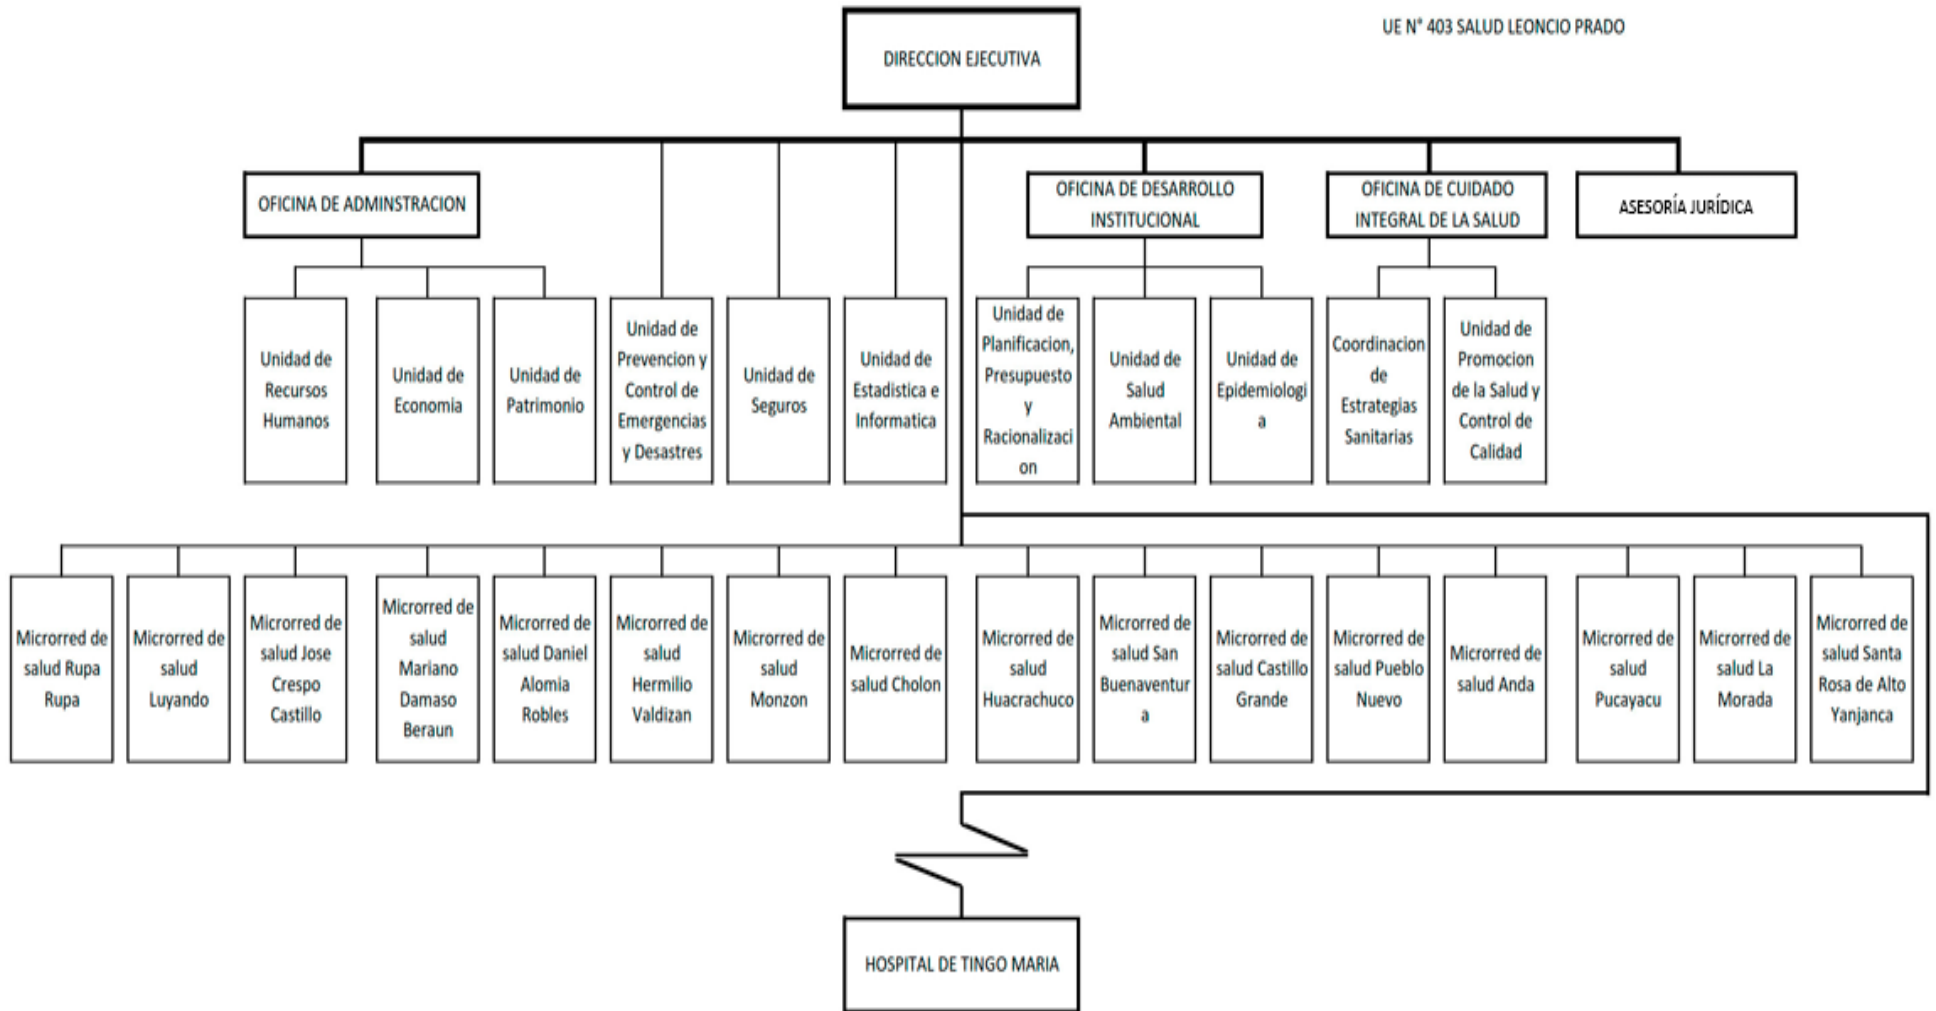 UE N° 403 SALUD LEONCIO PRADO
DIRECCION EJECUTIVA
OFICINA DE ADMINSTRACION
OFICINA DE DESARROLLO
INSTITUCIONAL
OFICINA DE CUIDADO
INTEGRAL DE LA SALUD
ASESORÍA JURÍDICA
Unidad de
Recursos
Humanos
Unidad de
Economia
Unidad de
Patrimonio
Unidad de
Prevencion y
Control de
Emergencias
y Desastres
Unidad de
Seguros
Unidad de
Estadistica e
Informatica
Unidad de
Planificacion,
Presupuesto
y
Racionalizaci
on
Unidad de
Salud
Ambiental
Unidad de
Epidemiologi
a
Coordinacion
de
Estrategias
Sanitarias
Unidad de
Promocion
de la Salud y
Control de
Calidad
Microrred de
salud Rupa
Rupa
Microrred de
salud
Luyando
Microrred de
salud Jose
Crespo
Castillo
Microrred de
salud
Mariano
Damaso
Beraun
Microrred de
salud Daniel
Alomia
Robles
Microrred de
salud
Hermilio
Valdizan
Microrred de
salud
Monzon
Microrred de
salud Cholon
Microrred de
salud
Huacrachuco
Microrred de
salud San
Buenaventur
a
Microrred de
salud Castillo
Grande
Microrred de
salud Pueblo
Nuevo
Microrred de
salud Anda
Microrred de
salud
Pucayacu
Microrred de
salud La
Morada
Microrred de
salud Santa
Rosa de Alto
Yanjanca
HOSPITAL DE TINGO MARIA